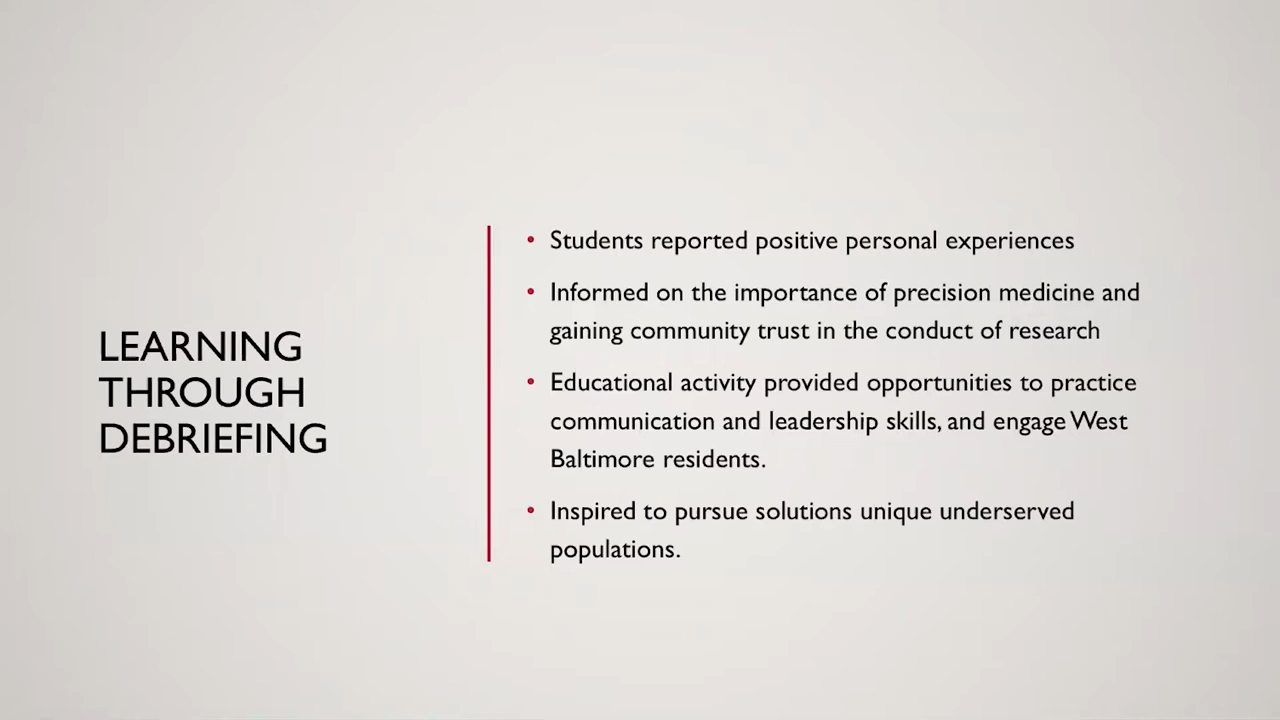 LEARNING
THROUGH
DEBRIEFING
• Students reported positive personal experiences
• Informed on the importance of precision medicine and
gaining community trust in the conduct of research
• Educational activity provided opportunities to practice
communication and leadership skills, and engage West
Baltimore residents.
• Inspired to pursue solutions unique underserved
populations.